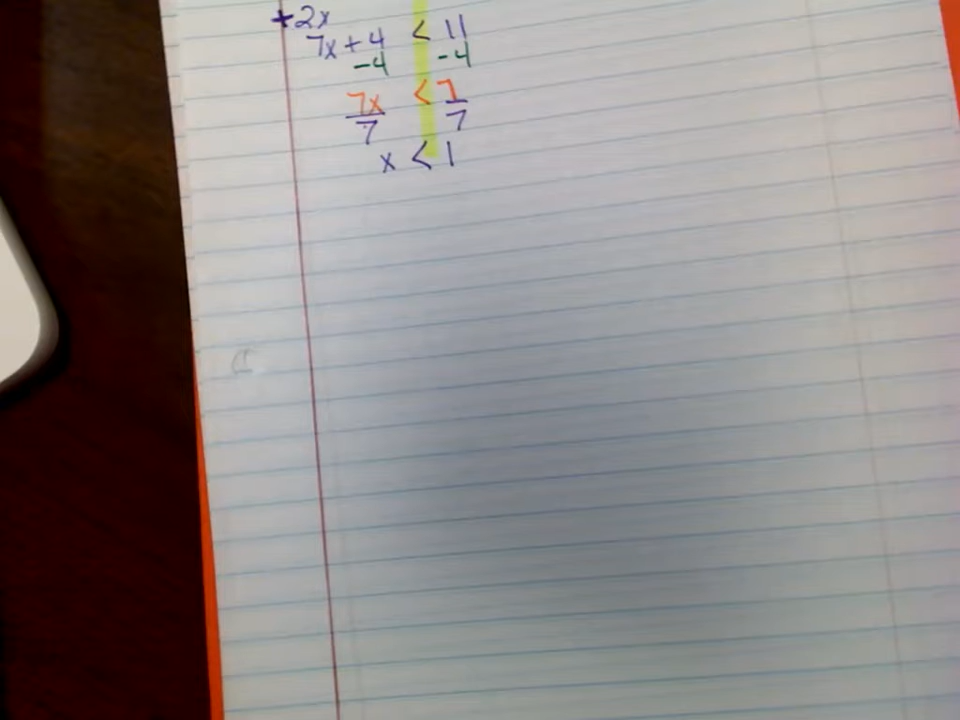 +2x
7x + 4 < 11
-4 -4
7x < 7
7 7
x < 1